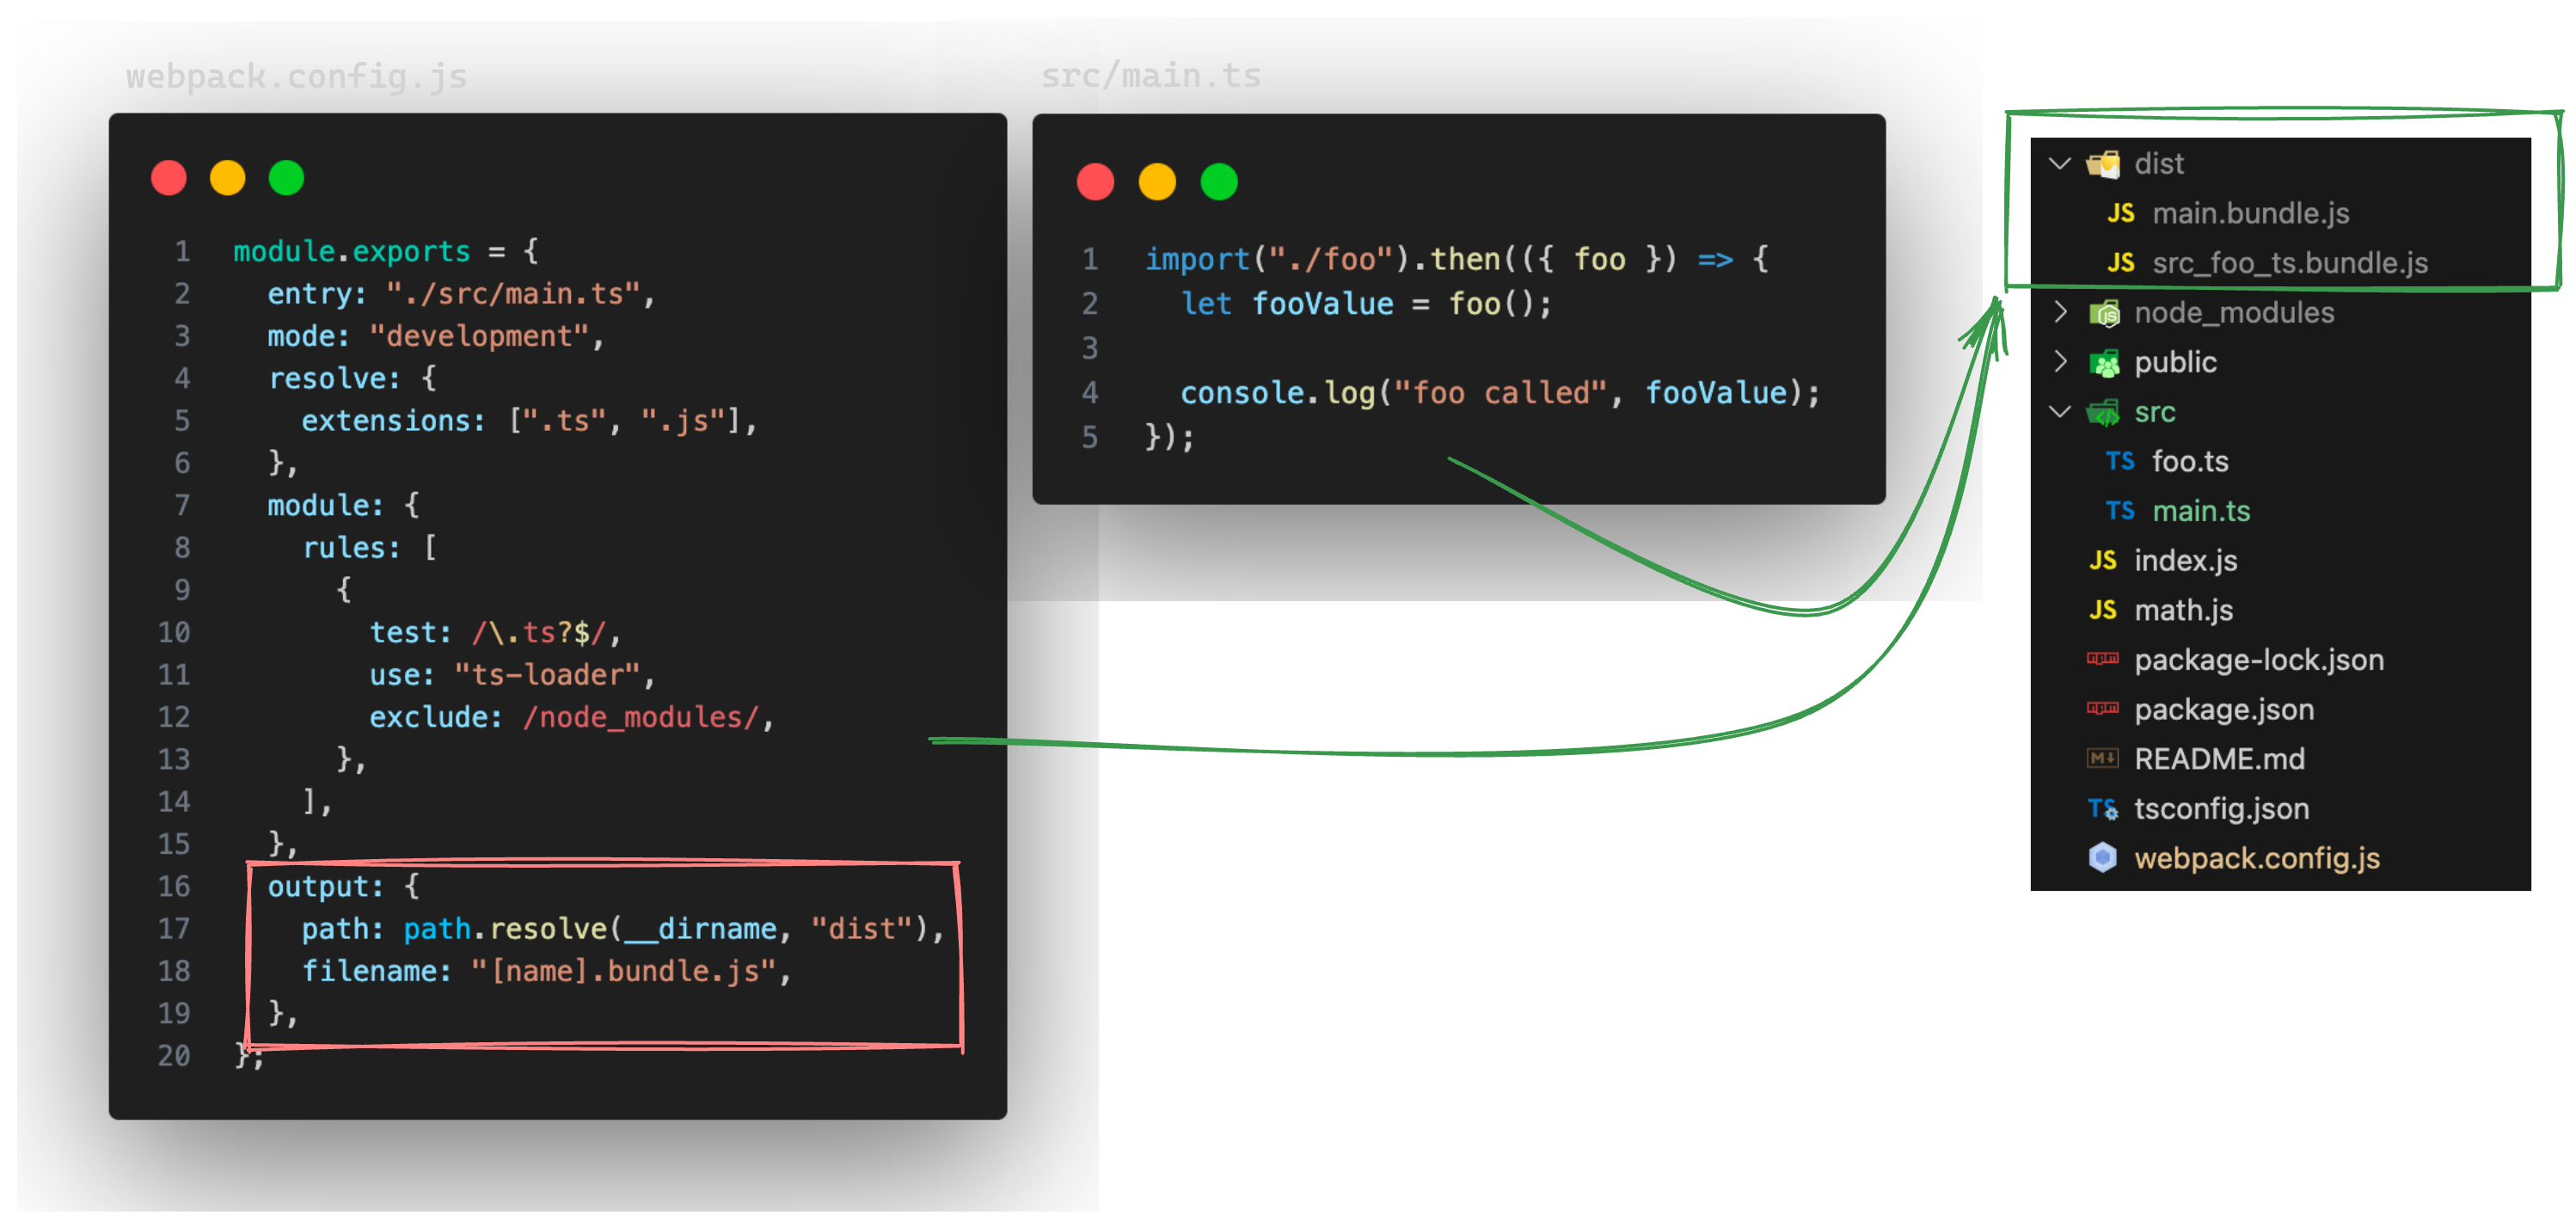 webpack.config.js
1 module.exports = {
2   entry: "./src/main.ts",
3   mode: "development",
4   resolve: {
5     extensions: [".ts", ".js"],
6   },
7   module: {
8     rules: [
9       {
10         test: /\.ts?$/,
11         use: "ts-loader",
12         exclude: /node_modules/,
13       },
14     ],
15   },
16   output: {
17     path: path.resolve(__dirname, "dist"),
18     filename: "[name].bundle.js",
19   },
20 };
src/main.ts
1 import("./foo").then(({ foo }) => {
2   let fooValue = foo();
3
4   console.log("foo called", fooValue);
5 });
dist
JS main.bundle.js
JS src_foo_ts.bundle.js
node_modules
public
src
TS foo.ts
TS main.ts
JS index.js
JS math.js
package-lock.json
package.json
README.md
TS tsconfig.json
webpack.config.js